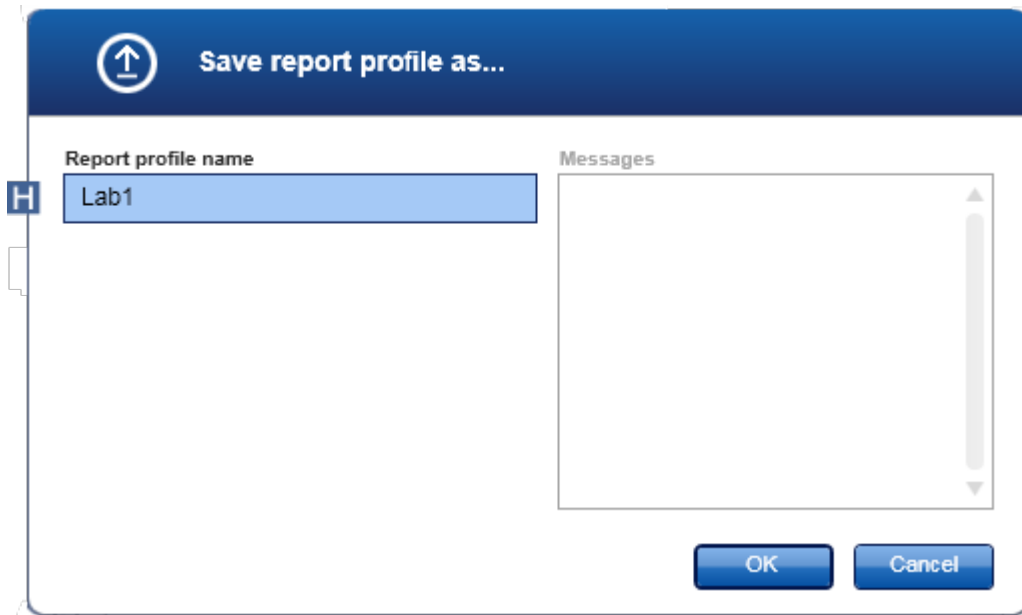 Save report profile as...
Report profile name
Messages
H
Lab1
OK
Cancel